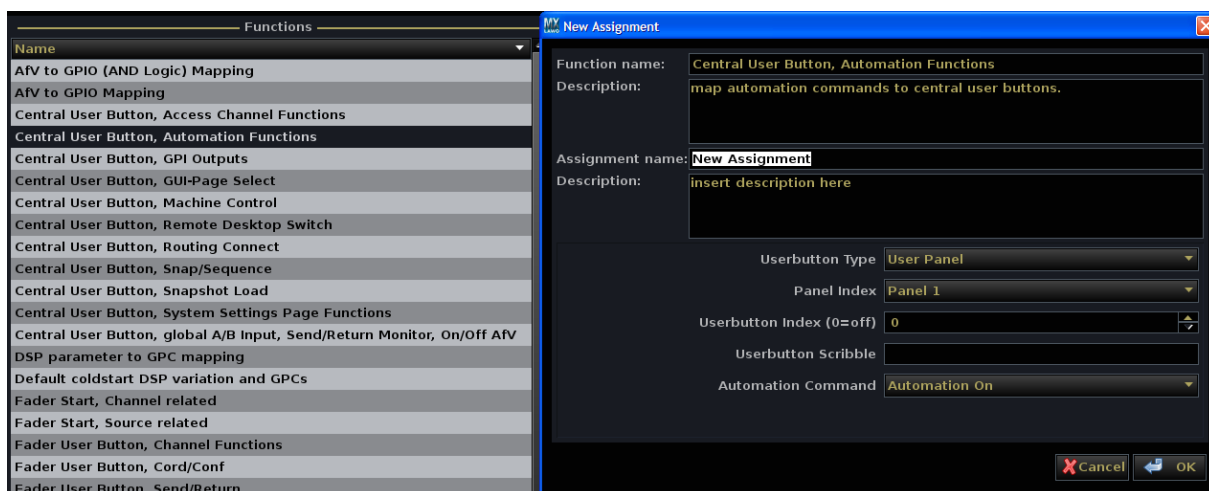 Functions
Name
AfV to GPIO (AND Logic) Mapping
AfV to GPIO Mapping
Central User Button, Access Channel Functions
Central User Button, Automation Functions
Central User Button, GPI Outputs
Central User Button, GUI-Page Select
Central User Button, Machine Control
Central User Button, Remote Desktop Switch
Central User Button, Routing Connect
Central User Button, Snap/Sequence
Central User Button, Snapshot Load
Central User Button, System Settings Page Functions
Central User Button, global A/B Input, Send/Return Monitor, On/Off AfV
DSP parameter to GPC mapping
Default coldstart DSP variation and GPCs
Fader Start, Channel related
Fader Start, Source related
Fader User Button, Channel Functions
Fader User Button, Cord/Conf
Fader User Button, Send/Return
MY LAWO New Assignment
Function name: Central User Button, Automation Functions
Description: map automation commands to central user buttons.
Assignment name: New Assignment
Description: insert description here
Userbutton Type User Panel
Panel Index Panel 1
Userbutton Index (0=off) 0
Userbutton Scribble
Automation Command Automation On
Cancel OK